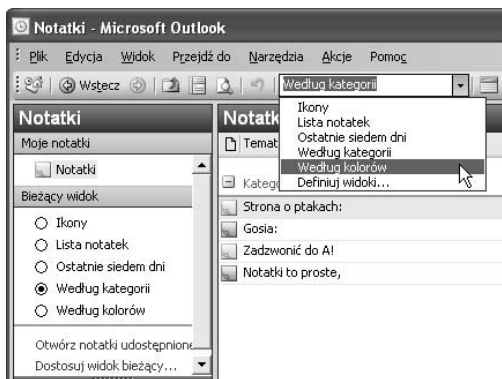 Notatki - Microsoft Outlook
Plik Edycja Widok Przejdź do Narzędzia Akcje Pomoc
Wstecz Według kategorii
Notatki
Moje notatki
Notatki
Bieżący widok
Ikony
Lista notatek
Ostatnie siedem dni
Według kategorii
Według kolorów
Otwórz notatki udostępnione
Dostosuj widok bieżący...
Notatk
Temat
Katego
Ikony
Lista notatek
Ostatnie siedem dni
Według kategorii
Według kolorów
Definiuj widoki...
Strona o ptakach:
Gosia:
Zadzwonić do A!
Notatki to proste,